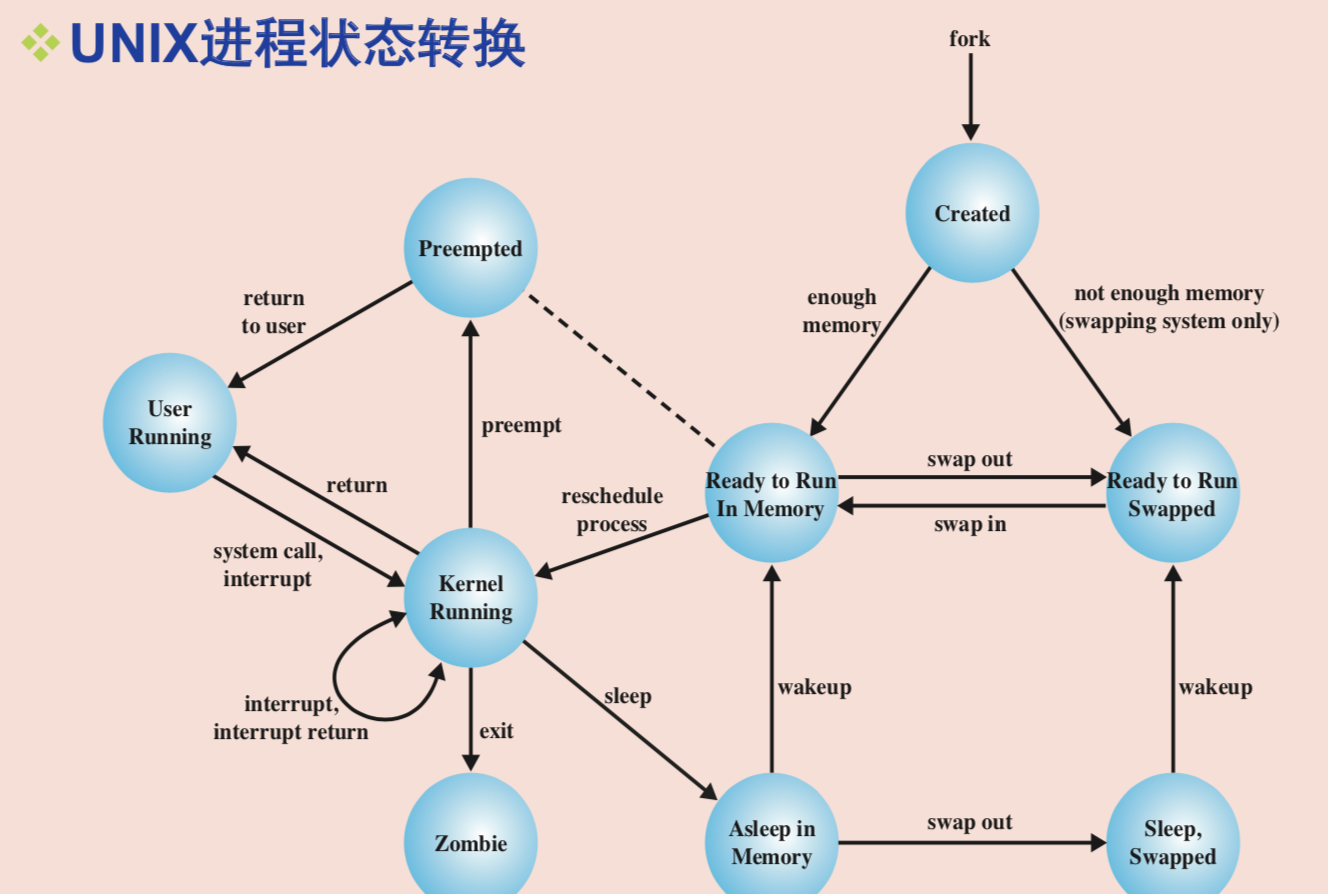 UNIX进程状态转换
fork
Created
Preempted
return
to user
enough
memory
not enough memory
(swapping system only)
User
Running
preempt
return
reschedule
process
Ready to Run
In Memory
swap out
swap in
Ready to Run
Swapped
system call,
interrupt
Kernel
Running
interrupt,
interrupt return
sleep
wakeup
wakeup
exit
Zombie
Asleep in
Memory
swap out
Sleep,
Swapped